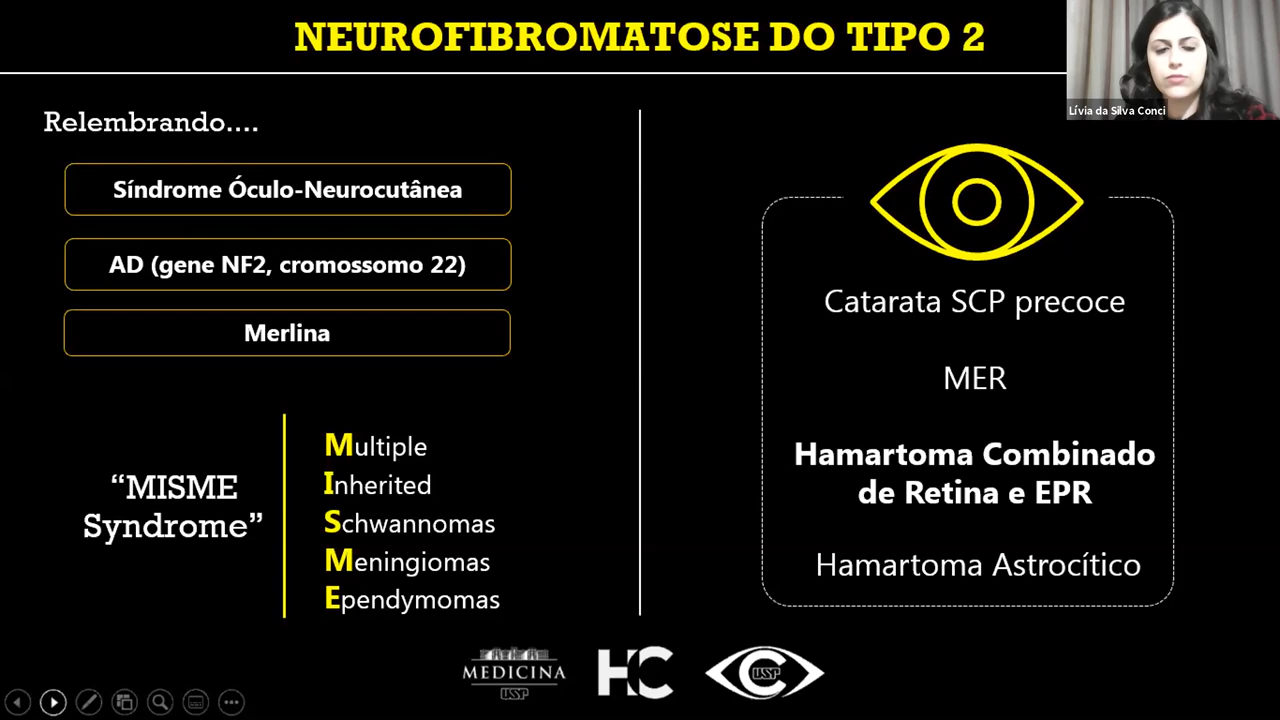 NEUROFIBROMATOSE DO TIPO 2
Lívia da Silva Conci
Relembrando....
Síndrome Óculo-Neurocutânea
AD (gene NF2, cromossomo 22)
Merlina
“MISME
Syndrome”
Multiple
Inherited
Schwannomas
Meningiomas
Ependymomas
Catarata SCP precoce
MER
Hamartoma Combinado
de Retina e EPR
Hamartoma Astrocítico
MEDICINA
USP
HC
USP